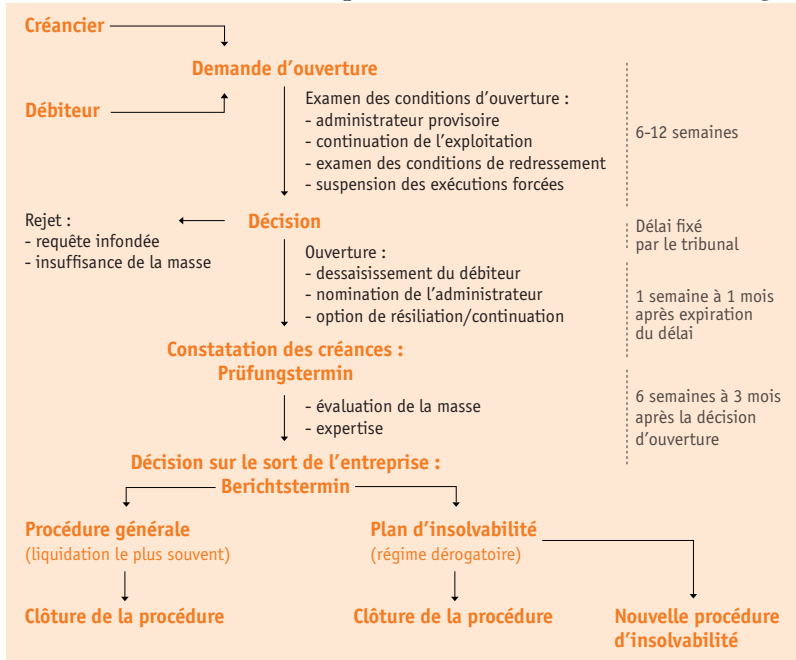 Créancier
Demande d'ouverture
Débiteur
Examen des conditions d'ouverture :
- administrateur provisoire
- continuation de l'exploitation
- examen des conditions de redressement
- suspension des exécutions forcées
6-12 semaines
Rejet :
- requête infondée
- insuffisance de la masse
Décision
Délai fixé
par le tribunal
Ouverture :
- dessaisissement du débiteur
- nomination de l'administrateur
- option de résiliation/continuation
1 semaine à 1 mois
après expiration
du délai
Constatation des créances :
Prüfungstermin
- évaluation de la masse
- expertise
6 semaines à 3 mois
après la décision
d'ouverture
Décision sur le sort de l'entreprise :
Berichtstermin
Procédure générale
(liquidation le plus souvent)
Plan d'insolvabilité
(régime dérogatoire)
Clôture de la procédure
Clôture de la procédure
Nouvelle procédure
d'insolvabilité